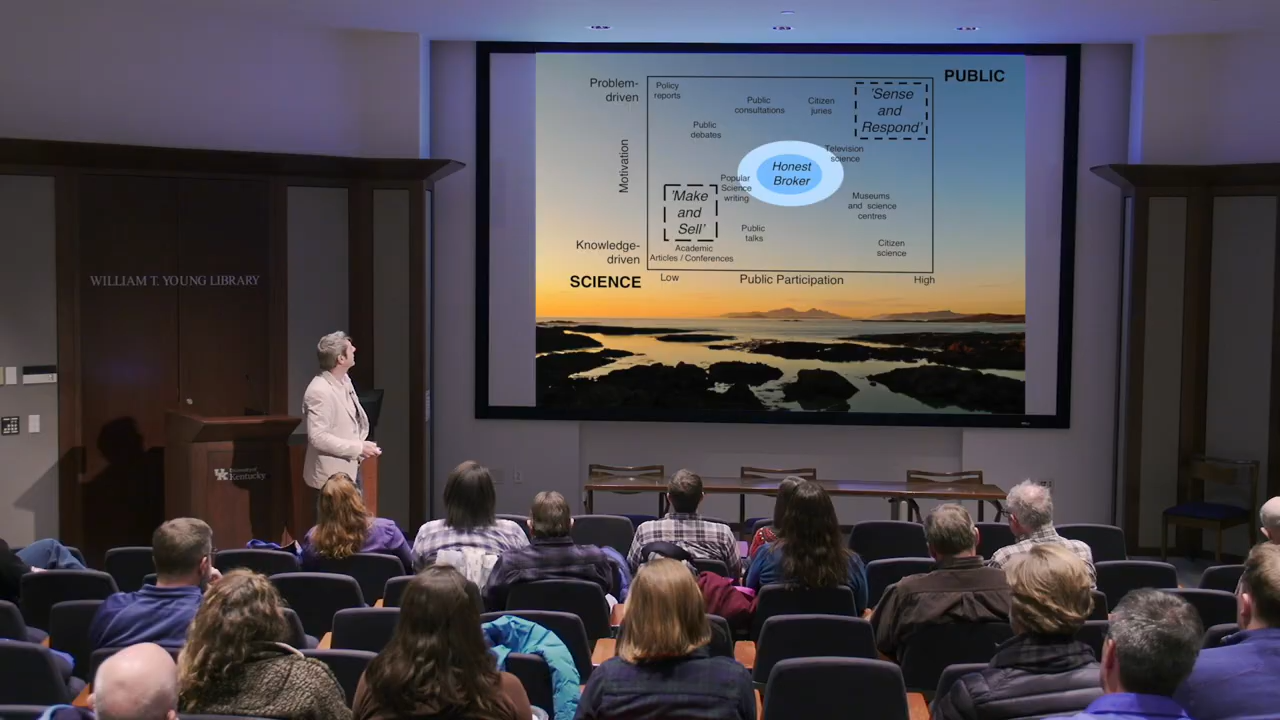 PUBLIC
Problem-
driven
Policy
reports
Public
consultations
Citizen
juries
'Sense
and
Respond'
Public
debates
Television
science
Motivation
Honest
Broker
Popular
Science
writing
'Make
and
Sell'
Museums
and science
centres
Public
talks
Citizen
science
Knowledge-
driven
Academic
Articles / Conferences
SCIENCE
Low
Public Participation
High
WILLIAM T. YOUNG LIBRARY
UK
Kentucky